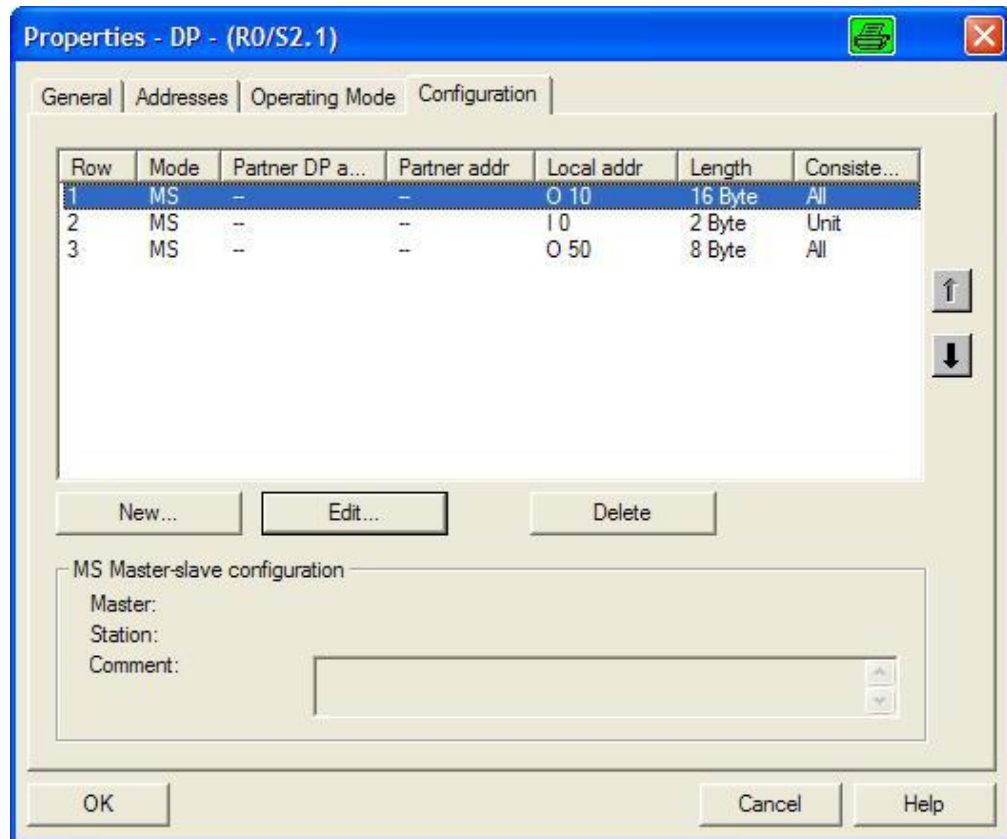 Properties - DP - (R0/S2.1)
General Addresses Operating Mode Configuration
Row Mode Partner DP a... Partner addr Local addr Length Consiste...
1 MS -- -- O 10 16 Byte All
2 MS -- -- I 0 2 Byte Unit
3 MS -- -- O 50 8 Byte All
New... Edit... Delete
MS Master-slave configuration
Master:
Station:
Comment:
OK Cancel Help